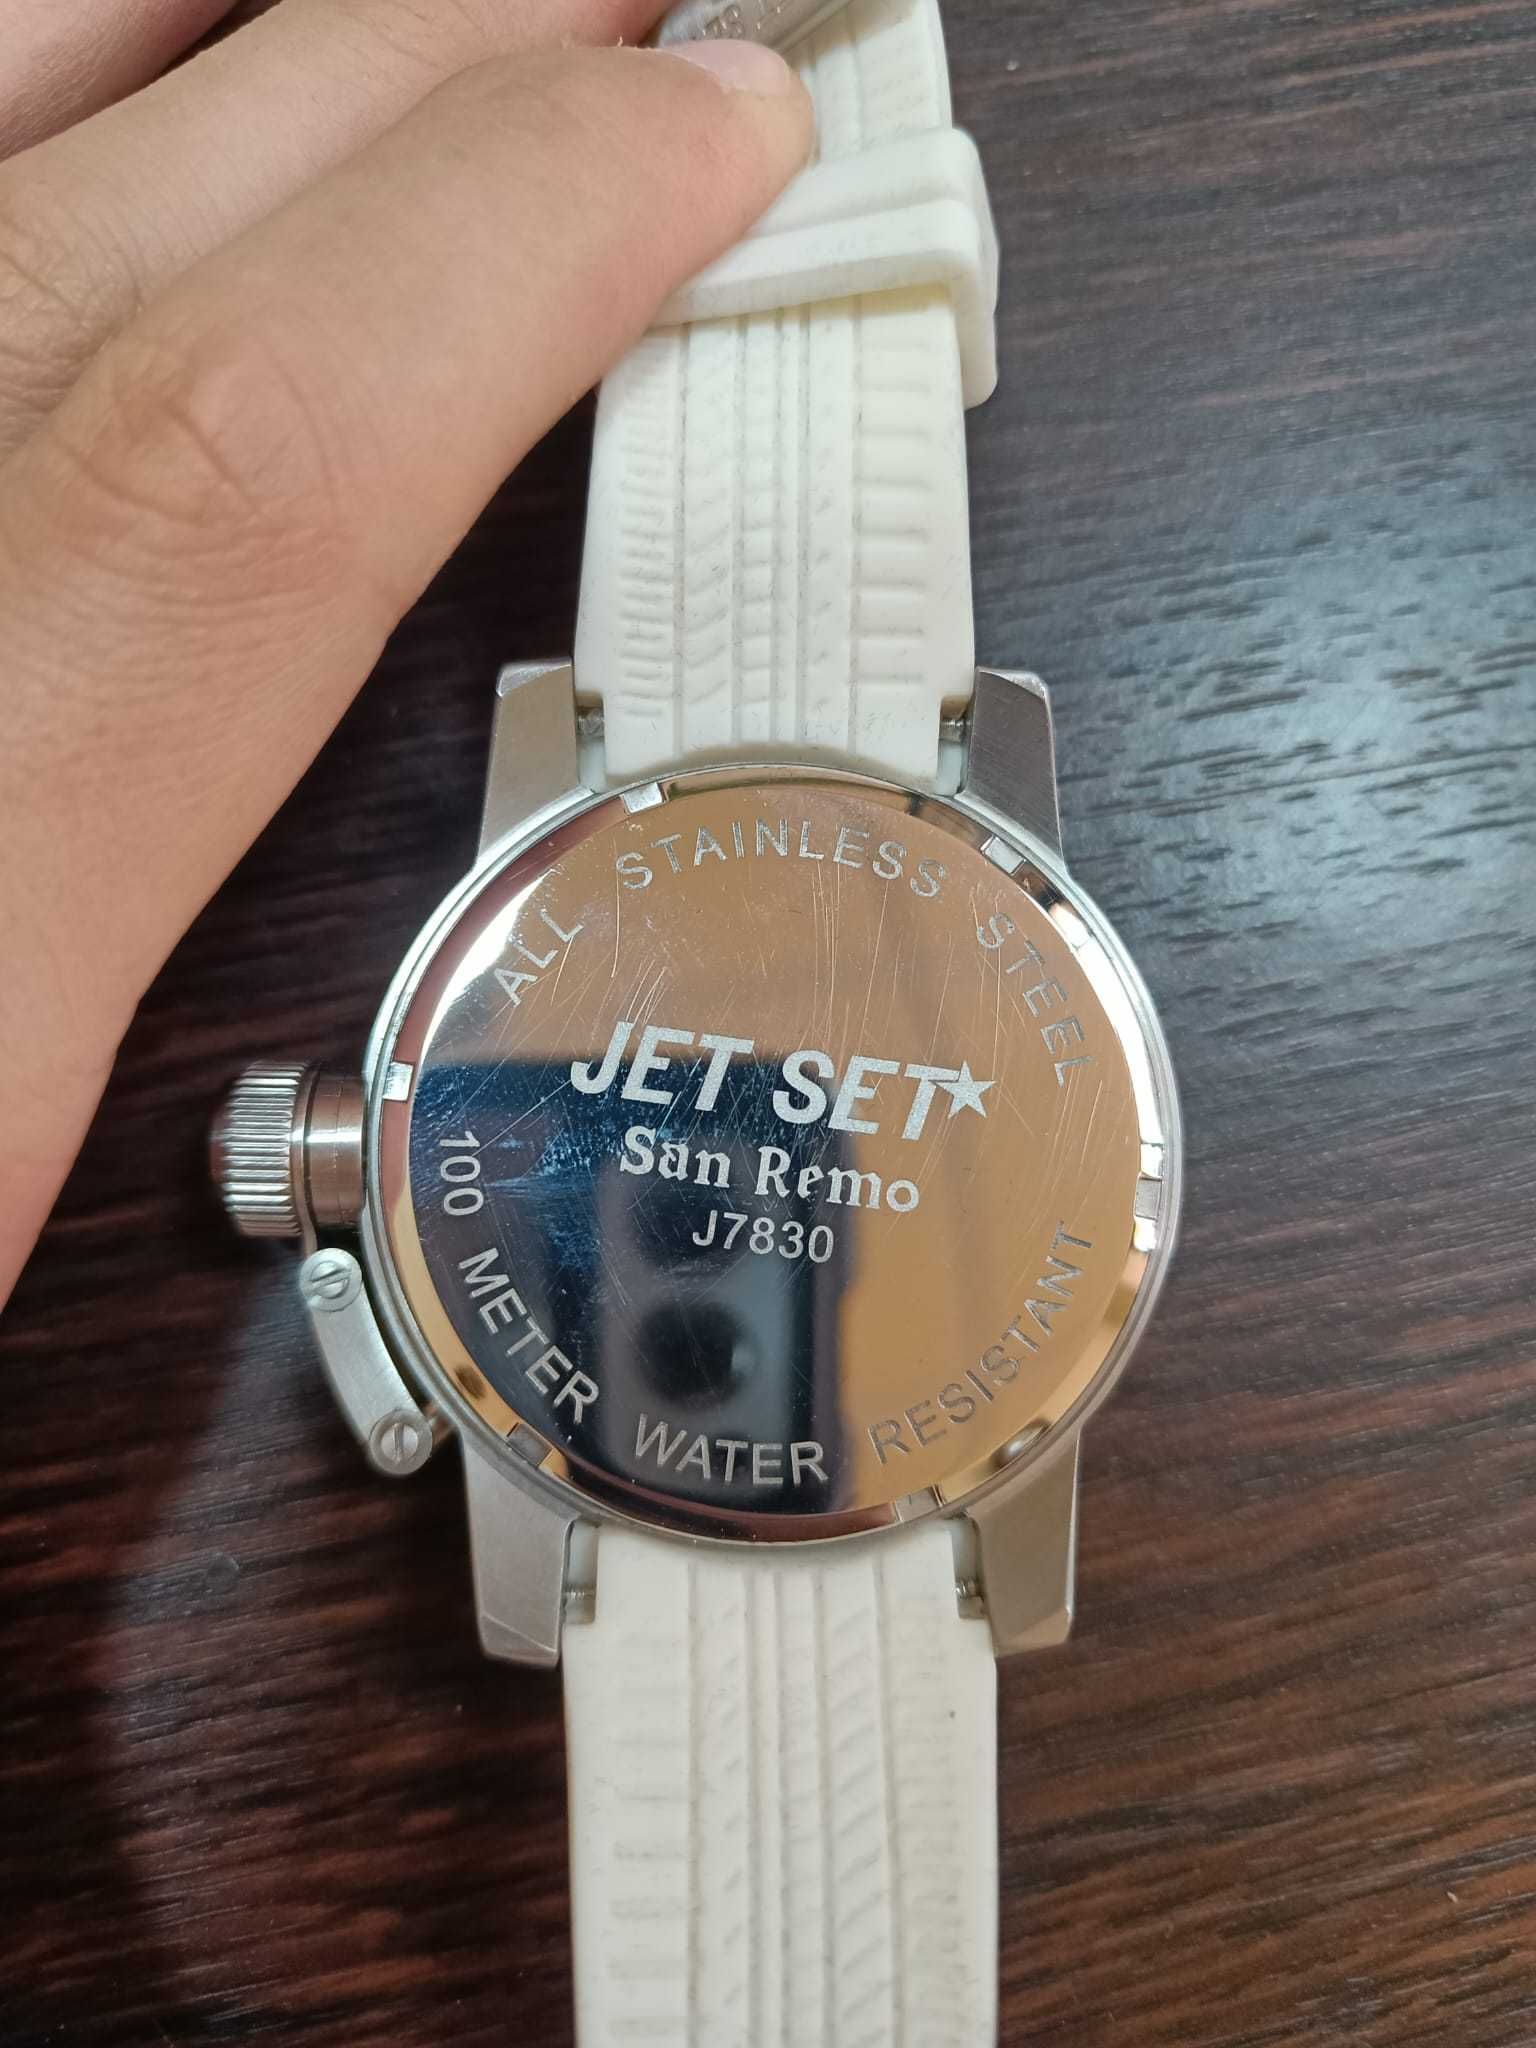 ALL STAINLESS STEEL
JET SET
San Remo
J7830
100 METER WATER RESISTANT